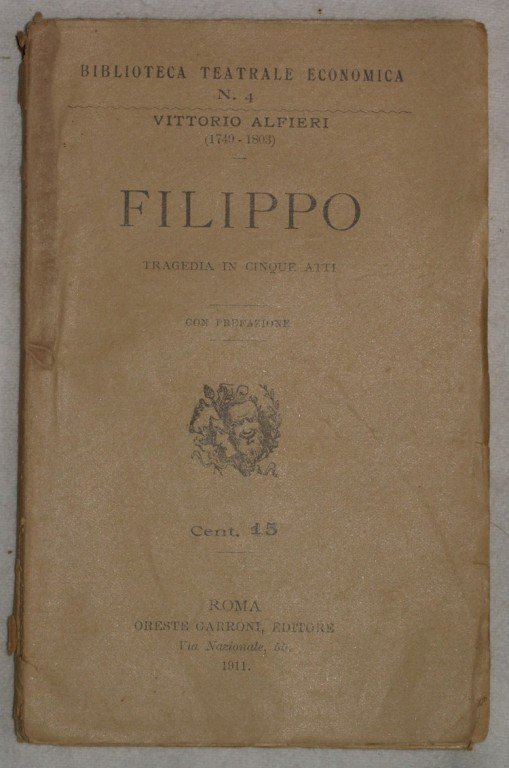 BIBLIOTECA TEATRALE ECONOMICA
N. 4
VITTORIO ALFIERI
(1749 - 1803)
FILIPPO
TRAGEDIA IN CINQUE ATTI
CON PREFAZIONE
Cent. 15
ROMA
ORESTE GARRONI, EDITORE
Via Nazionale,
1911.